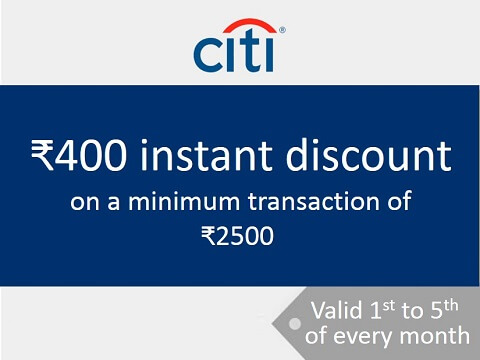 citi®
₹400 instant discount
on a minimum transaction of
₹2500
Valid 1st to 5th
of every month